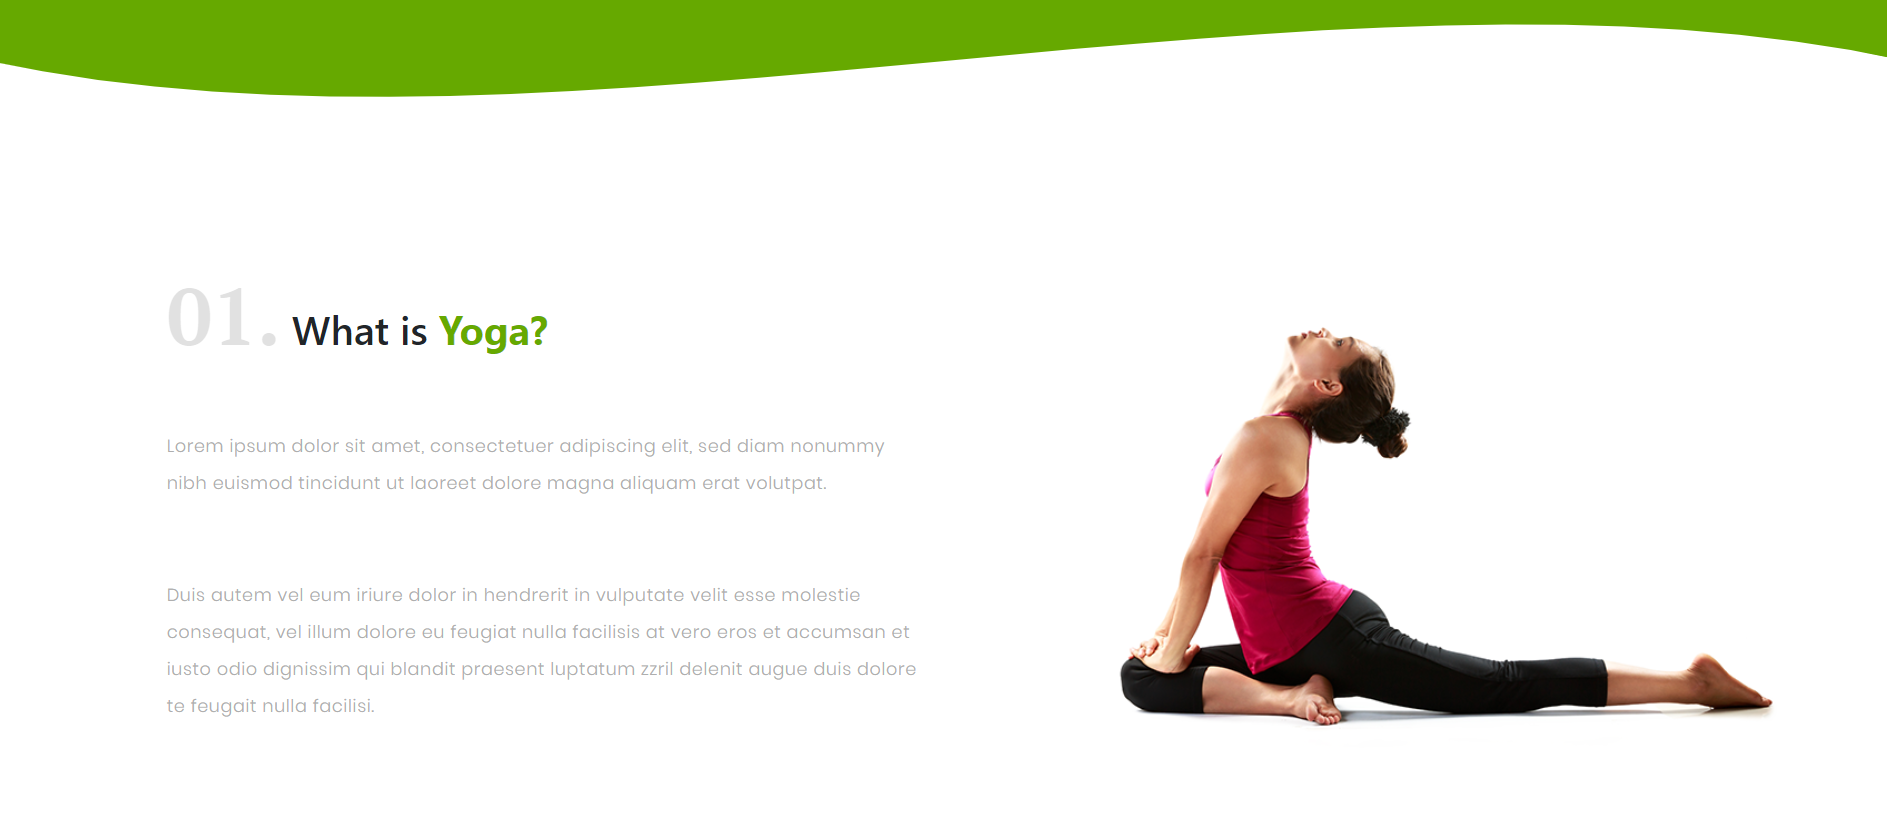 01. What is Yoga?
Lorem ipsum dolor sit amet, consectetuer adipiscing elit, sed diam nonummy
nibh euismod tincidunt ut laoreet dolore magna aliquam erat volutpat.
Duis autem vel eum iriure dolor in hendrerit in vulputate velit esse molestie
consequat, vel illum dolore eu feugiat nulla facilisis at vero eros et accumsan et
iusto odio dignissim qui blandit praesent luptatum zzril delenit augue duis dolore
te feugait nulla facilisi.